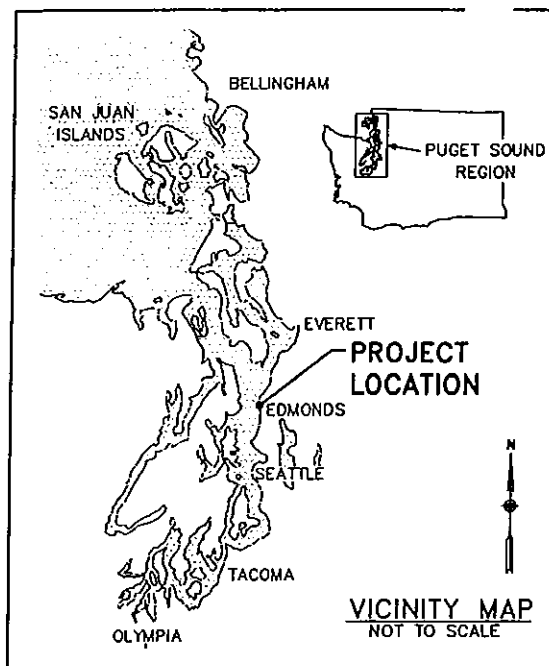 BELLINGHAM
SAN JUAN
ISLANDS
PUGET SOUND
REGION
EVERETT
PROJECT
LOCATION
EDMONDS
SEATTLE
N
TACOMA
OLYMPIA
VICINITY MAP
NOT TO SCALE